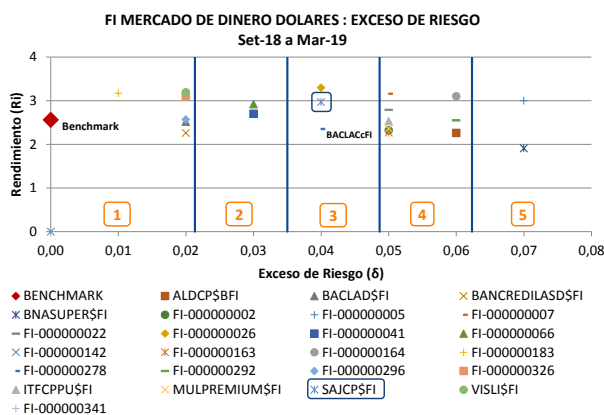 FI MERCADO DE DINERO DOLARES : EXCESO DE RIESGO
Set-18 a Mar-19
Rendimiento (Ri)
4
3
2
1
0
Benchmark
BACLACcFI
1 2 3 4 5
0,00 0,01 0,02 0,03 0,04 0,05 0,06 0,07 0,08
Exceso de Riesgo (δ)
BENCHMARK ALDCP$BFI BACLAD$FI BANCREDILASD$FI
BNASUPER$FI FI-000000002 FI-000000005 FI-000000007
FI-000000022 FI-000000026 FI-000000041 FI-000000066
FI-000000142 FI-000000163 FI-000000164 FI-000000183
FI-000000278 FI-000000292 FI-000000296 FI-000000326
ITFCPPU$FI MULPREMIUM$FI SAJCP$FI VISLI$FI
FI-000000341